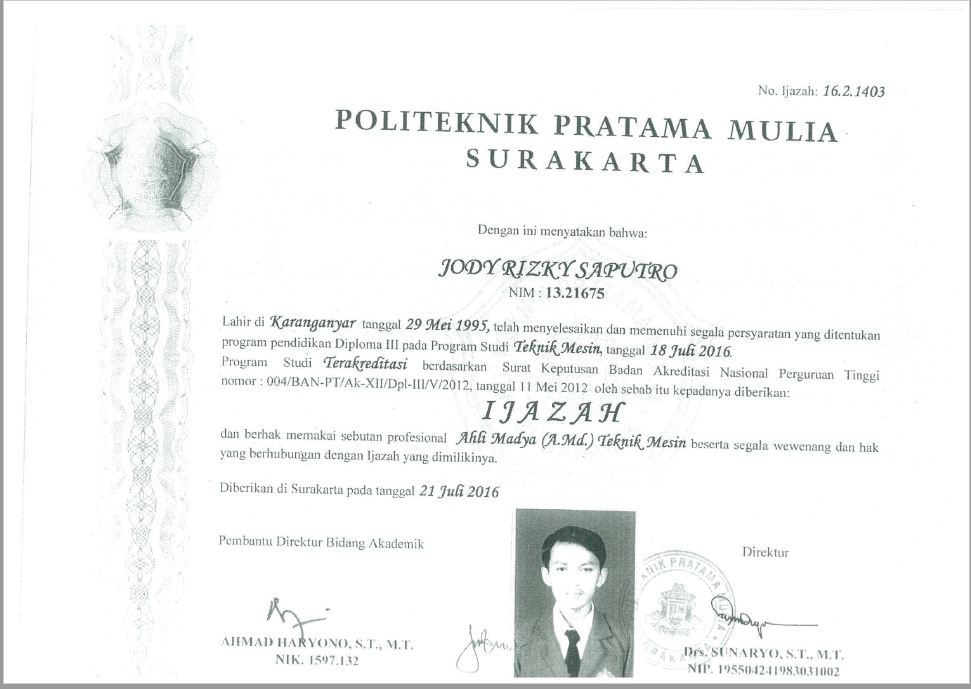 No. Ijazah: 16.2.1403
POLITEKNIK PRATAMA MULIA
SURAKARTA
Dengan ini menyatakan bahwa:
JODY RIZKY SAPUTRO
NIM : 13.21675
Lahir di Karanganyar tanggal 29 Mei 1995, telah menyelesaikan dan memenuhi segala persyaratan yang ditentukan
program pendidikan Diploma III pada Program Studi Teknik Mesin, tanggal 18 Juli 2016.
Program Studi Terakreditasi berdasarkan Surat Keputusan Badan Akreditasi Nasional Perguruan Tinggi
nomor : 004/BAN-PT/Ak-XII/Dpl-III/V/2012, tanggal 11 Mei 2012 oleh sebab itu kepadanya diberikan:
IJAZAH
dan berhak memakai sebutan profesional Ahli Madya (A.Md.) Teknik Mesin beserta segala wewenang dan hak
yang berhubungan dengan Ijazah yang dimilikinya.
Diberikan di Surakarta pada tanggal 21 Juli 2016
Pembantu Direktur Bidang Akademik
Direktur
NIK PRATAMA
AHMAD HARYONO, S.T., M.T.
NIK. 1597.132
Drs. SUNARYO, S.T., M.T.
NIP. 195504241983031002